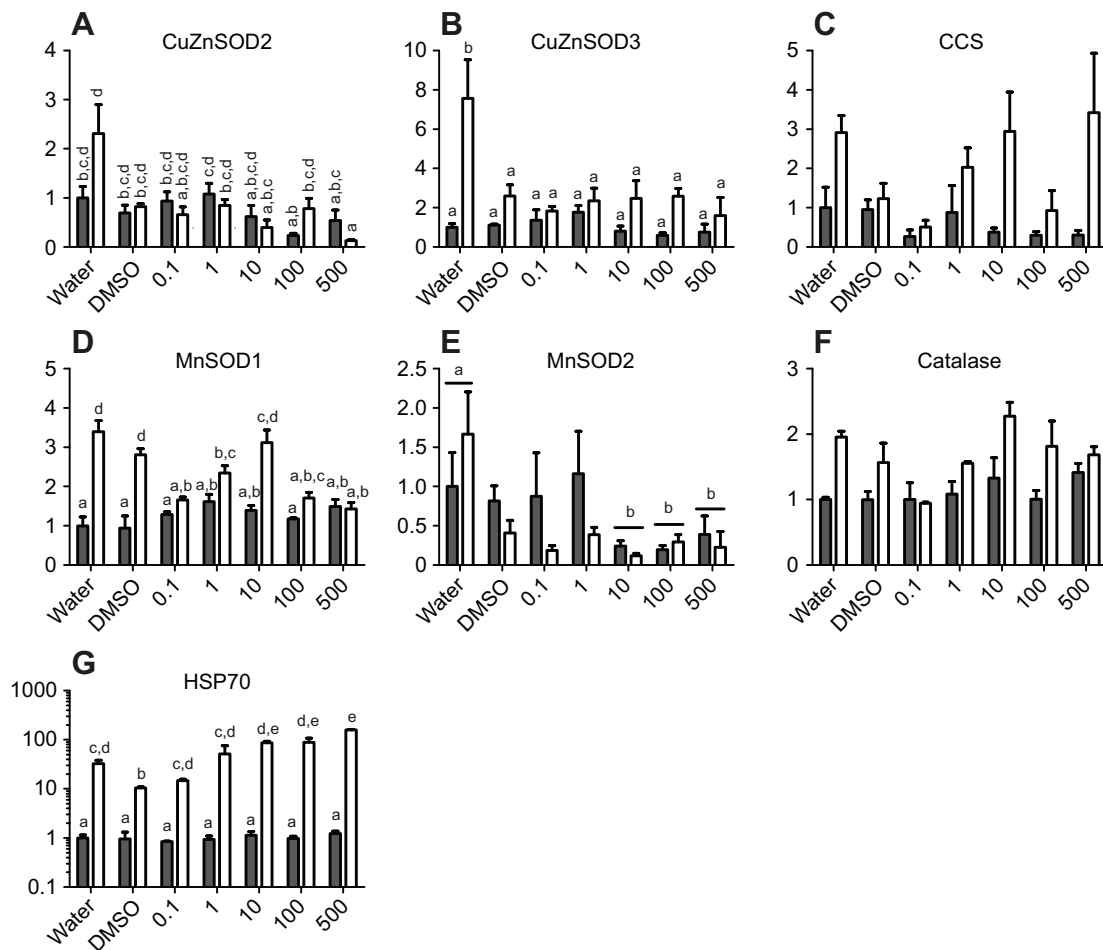 A
CuZnSOD2
4
3
2
1
0
b,c,d
d
b,c,d
b,c,d
b,c,d
a,b,c,d
c,d
b,c,d
a,b,c,d
a,b,c
a,b
b,c,d
a,b,c
a
Water
DMSO
0.1
1
10
100
500
B
CuZnSOD3
10
8
6
4
2
0
a
b
a
a
a
a
a
a
a
a
a
a
a
a
Water
DMSO
0.1
1
10
100
500
C
CCS
5
4
3
2
1
0
Water
DMSO
0.1
1
10
100
500
D
MnSOD1
5
4
3
2
1
0
a
d
a
d
a
a,b
a,b
b,c
a,b
c,d
a
a,b,c
a,b
a,b
Water
DMSO
0.1
1
10
100
500
E
MnSOD2
2.5
2.0
1.5
1.0
0.5
0
a
b
b
b
Water
DMSO
0.1
1
10
100
500
F
Catalase
3
2
1
0
Water
DMSO
0.1
1
10
100
500
G
HSP70
1000
100
10
1
0.1
a
c,d
a
b
a
c,d
a
c,d
a
d,e
a
d,e
a
e
Water
DMSO
0.1
1
10
100
500